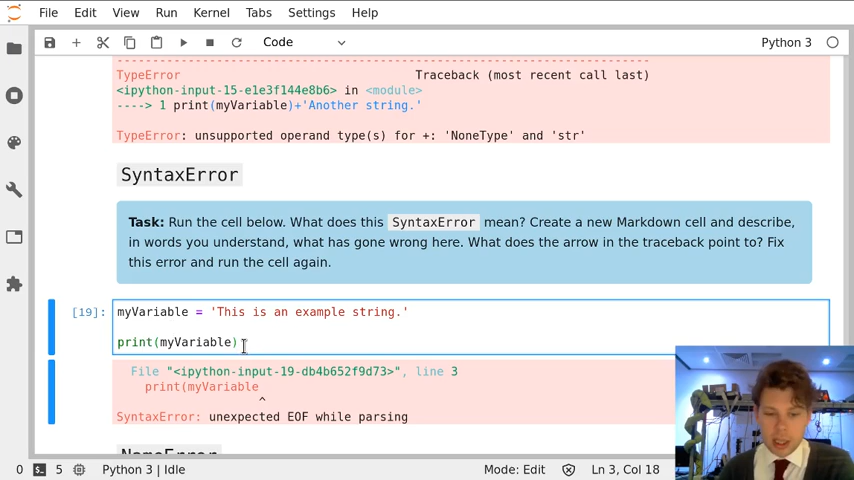 File Edit View Run Kernel Tabs Settings Help
Code Python 3
TypeError Traceback (most recent call last)
<ipython-input-15-e1e3f144e8b6> in <module>
----> 1 print(myVariable)+'Another string.'
TypeError: unsupported operand type(s) for +: 'NoneType' and 'str'
SyntaxError
Task: Run the cell below. What does this SyntaxError mean? Create a new Markdown cell and describe,
in words you understand, what has gone wrong here. What does the arrow in the traceback point to? Fix
this error and run the cell again.
[19]: myVariable = 'This is an example string.'
print(myVariable)
File "<ipython-input-19-db4b652f9d73>", line 3
print(myVariable
^
SyntaxError: unexpected EOF while parsing
NameError
0 $_ 5 Python 3 | Idle Mode: Edit Ln 3, Col 18